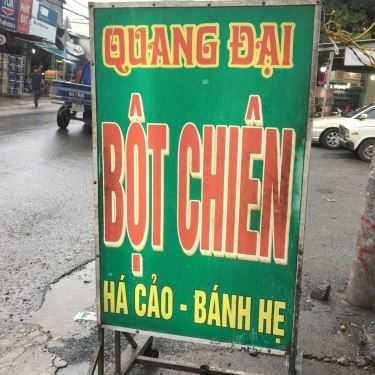 QUANG ĐẠI
BỘT CHIÊN
HÁ CẢO - BÁNH HẸ